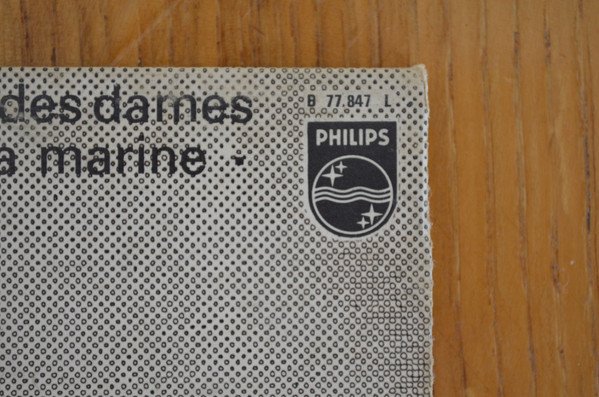 des dames
a marine •
B 77.847 L
PHILIPS